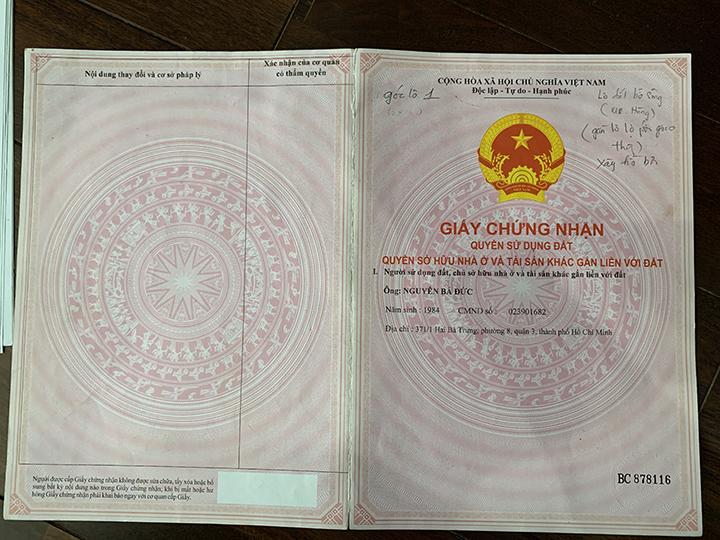 Nội dung thay đổi và cơ sở pháp lý
Xác nhận của cơ quan
có thẩm quyền
Người được cấp Giấy chứng nhận không được sửa chữa, tẩy xóa hoặc bổ
sung bất kỳ nội dung nào trong Giấy chứng nhận; khi bị mất hoặc hư
hỏng Giấy chứng nhận phải khai báo ngay với cơ quan cấp Giấy.
CỘNG HÒA XÃ HỘI CHỦ NGHĨA VIỆT NAM
Độc lập - Tự do - Hạnh phúc
góc lô 1
GIẤY CHỨNG NHẬN
QUYỀN SỬ DỤNG ĐẤT
QUYỀN SỞ HỮU NHÀ Ở VÀ TÀI SẢN KHÁC GẮN LIỀN VỚI ĐẤT
I. Người sử dụng đất, chủ sở hữu nhà ở và tài sản khác gắn liền với đất
Ông: NGUYỄN BÁ ĐỨC
Năm sinh : 1984 CMND số : 023901682
Địa chỉ : 371/1 Hai Bà Trưng, phường 8, quận 3, thành phố Hồ Chí Minh
BC 878116